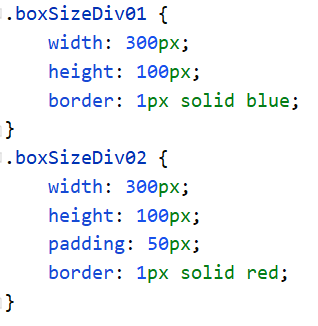 .boxSizeDiv01 {
    width: 300px;
    height: 100px;
    border: 1px solid blue;
}
.boxSizeDiv02 {
    width: 300px;
    height: 100px;
    padding: 50px;
    border: 1px solid red;
}